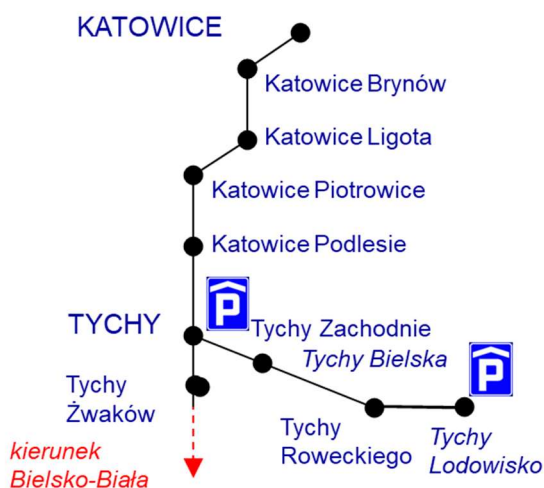 KATOWICE
Katowice Brynów
Katowice Ligota
Katowice Piotrowice
Katowice Podlesie
P
TYCHY
Tychy Zachodnie
Tychy Bielska
P
Tychy
Żwaków
Tychy
Roweckiego
Tychy
Lodowisko
kierunek
Bielsko-Biała